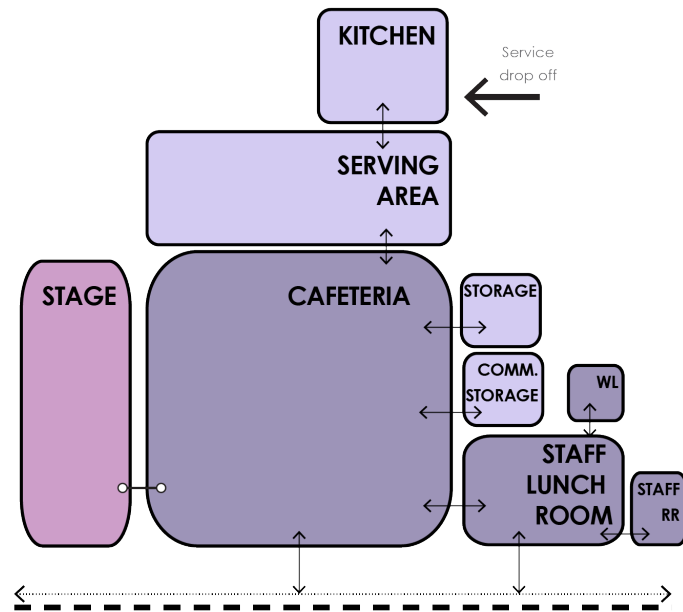 KITCHEN
Service
drop off
SERVING
AREA
STAGE
CAFETERIA
STORAGE
COMM.
STORAGE
WL
STAFF
LUNCH
ROOM
STAFF
RR